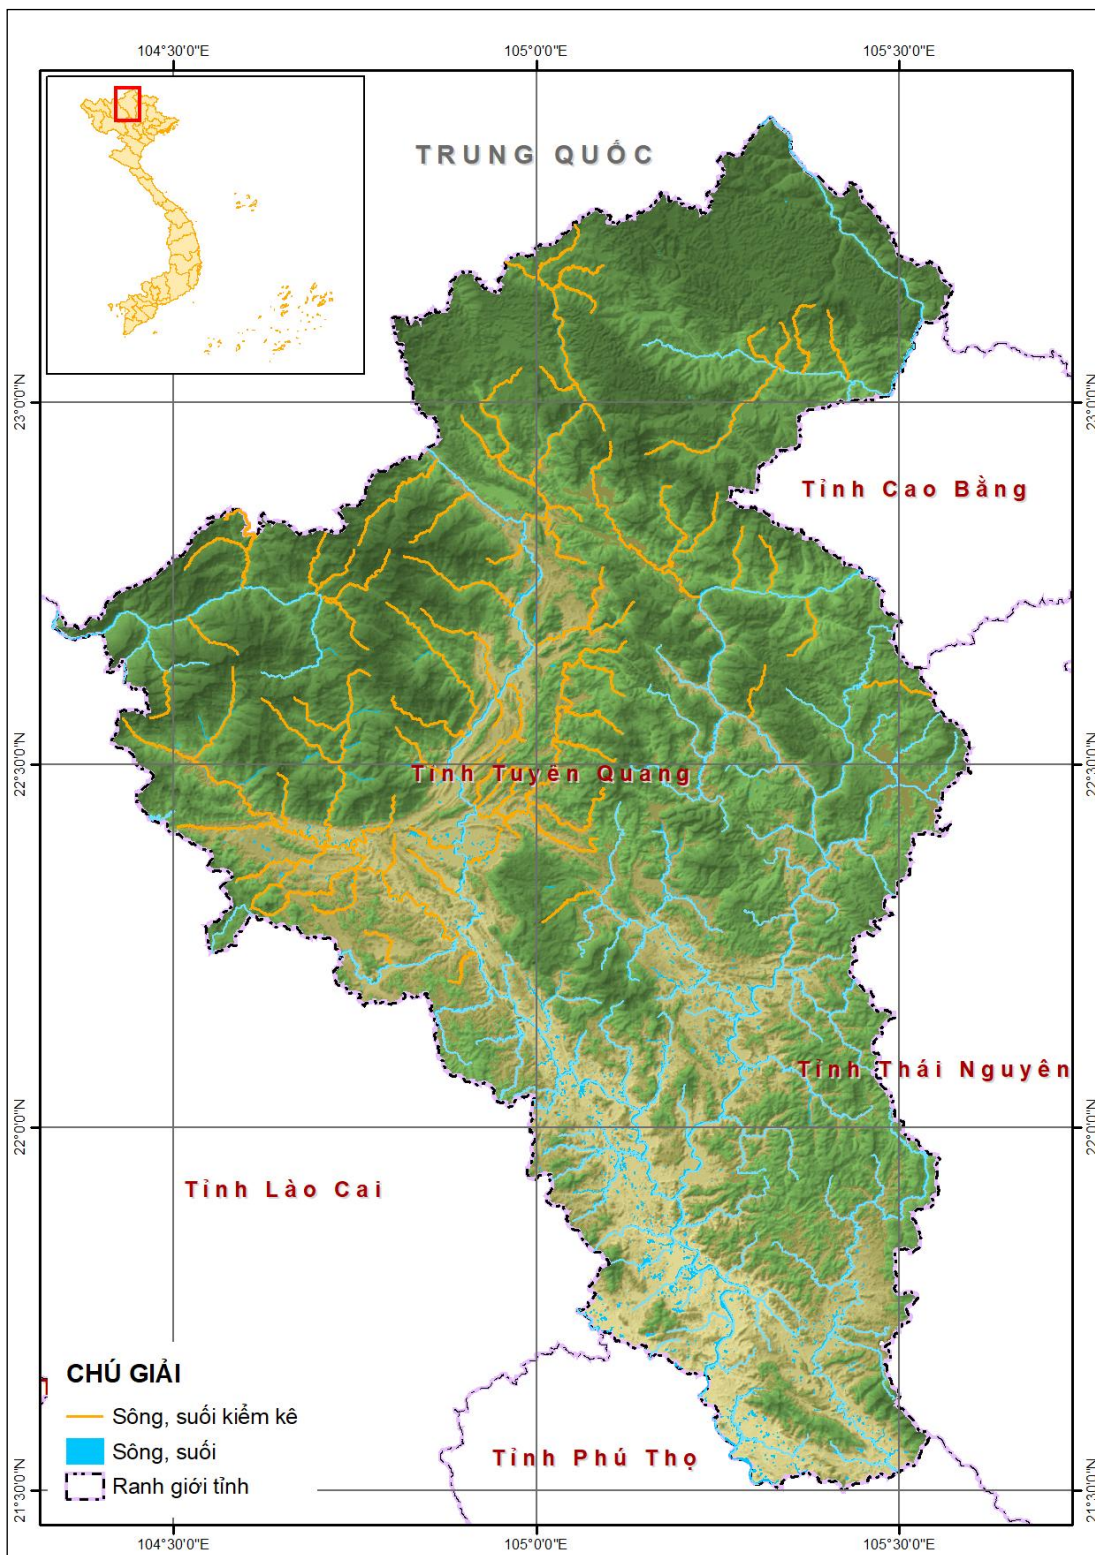 104°30'0"E
105°0'0"E
105°30'0"E
TRUNG QUỐC
23°0'0"N
23°0'0"N
Tỉnh Cao Bằng
22°30'0"N
Tỉnh Tuyên Quang
22°30'0"N
Tỉnh Thái Nguyên
22°0'0"N
22°0'0"N
Tỉnh Lào Cai
CHÚ GIẢI
Sông, suối kiểm kê
Sông, suối
Ranh giới tỉnh
Tỉnh Phú Thọ
21°30'0"N
21°30'0"N
104°30'0"E
105°0'0"E
105°30'0"E